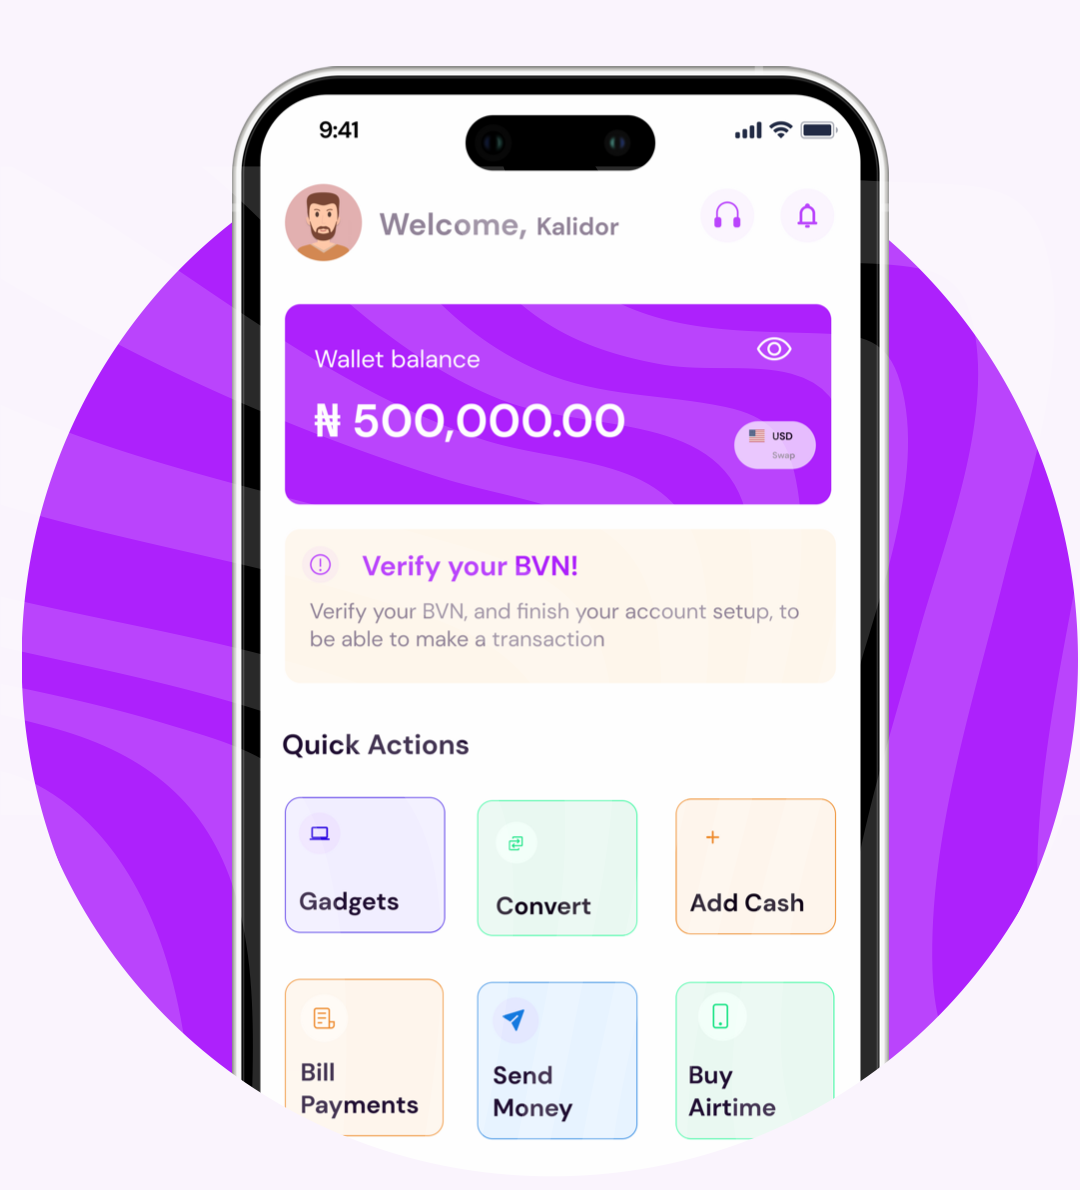 9:41
Welcome, Kalidor
Wallet balance
₦ 500,000.00
USD
Swap
Verify your BVN!
Verify your BVN, and finish your account setup, to
be able to make a transaction
Quick Actions
Gadgets
Convert
Add Cash
Bill
Payments
Send
Money
Buy
Airtime